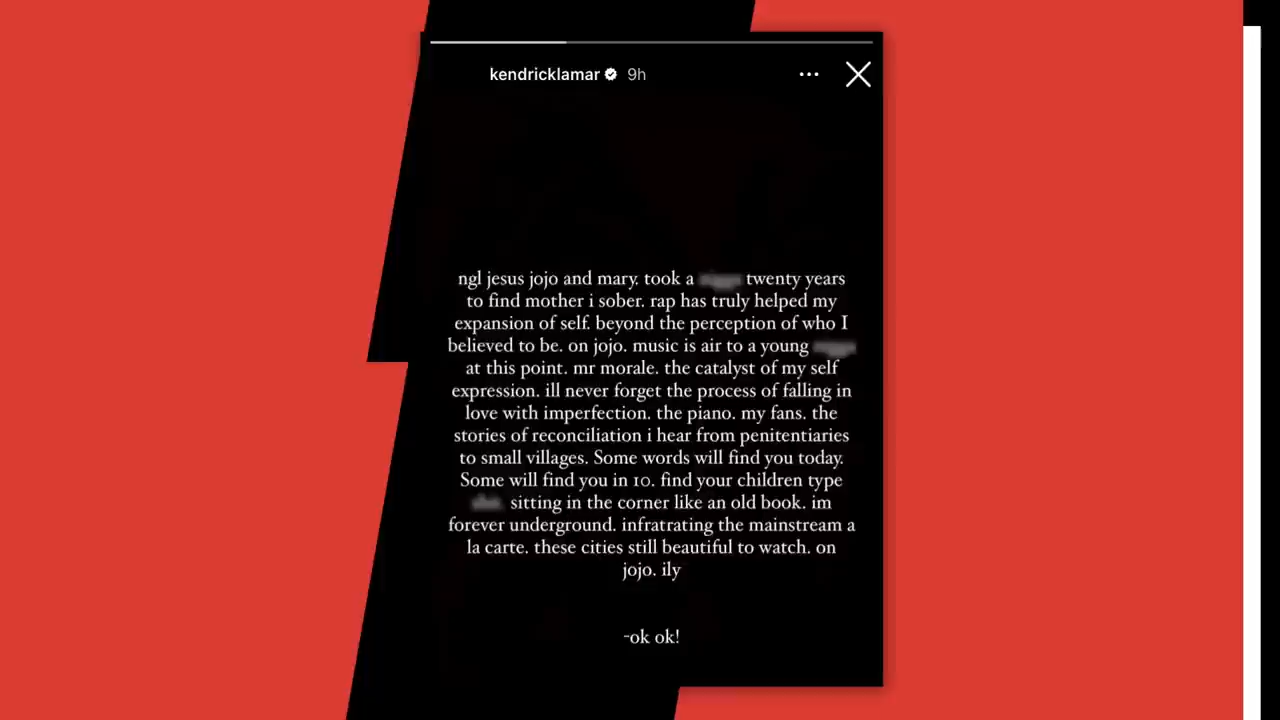 kendricklamar 9h
ngl jesus jojo and mary. took a twenty years
to find mother i sober. rap has truly helped my
expansion of self. beyond the perception of who I
believed to be. on jojo. music is air to a young
at this point. mr morale. the catalyst of my self
expression. ill never forget the process of falling in
love with imperfection. the piano. my fans. the
stories of reconciliation i hear from penitentiaries
to small villages. Some words will find you today.
Some will find you in 10. find your children type
sitting in the corner like an old book. im
forever underground. infratrating the mainstream a
la carte. these cities still beautiful to watch. on
jojo. ily
-ok ok!